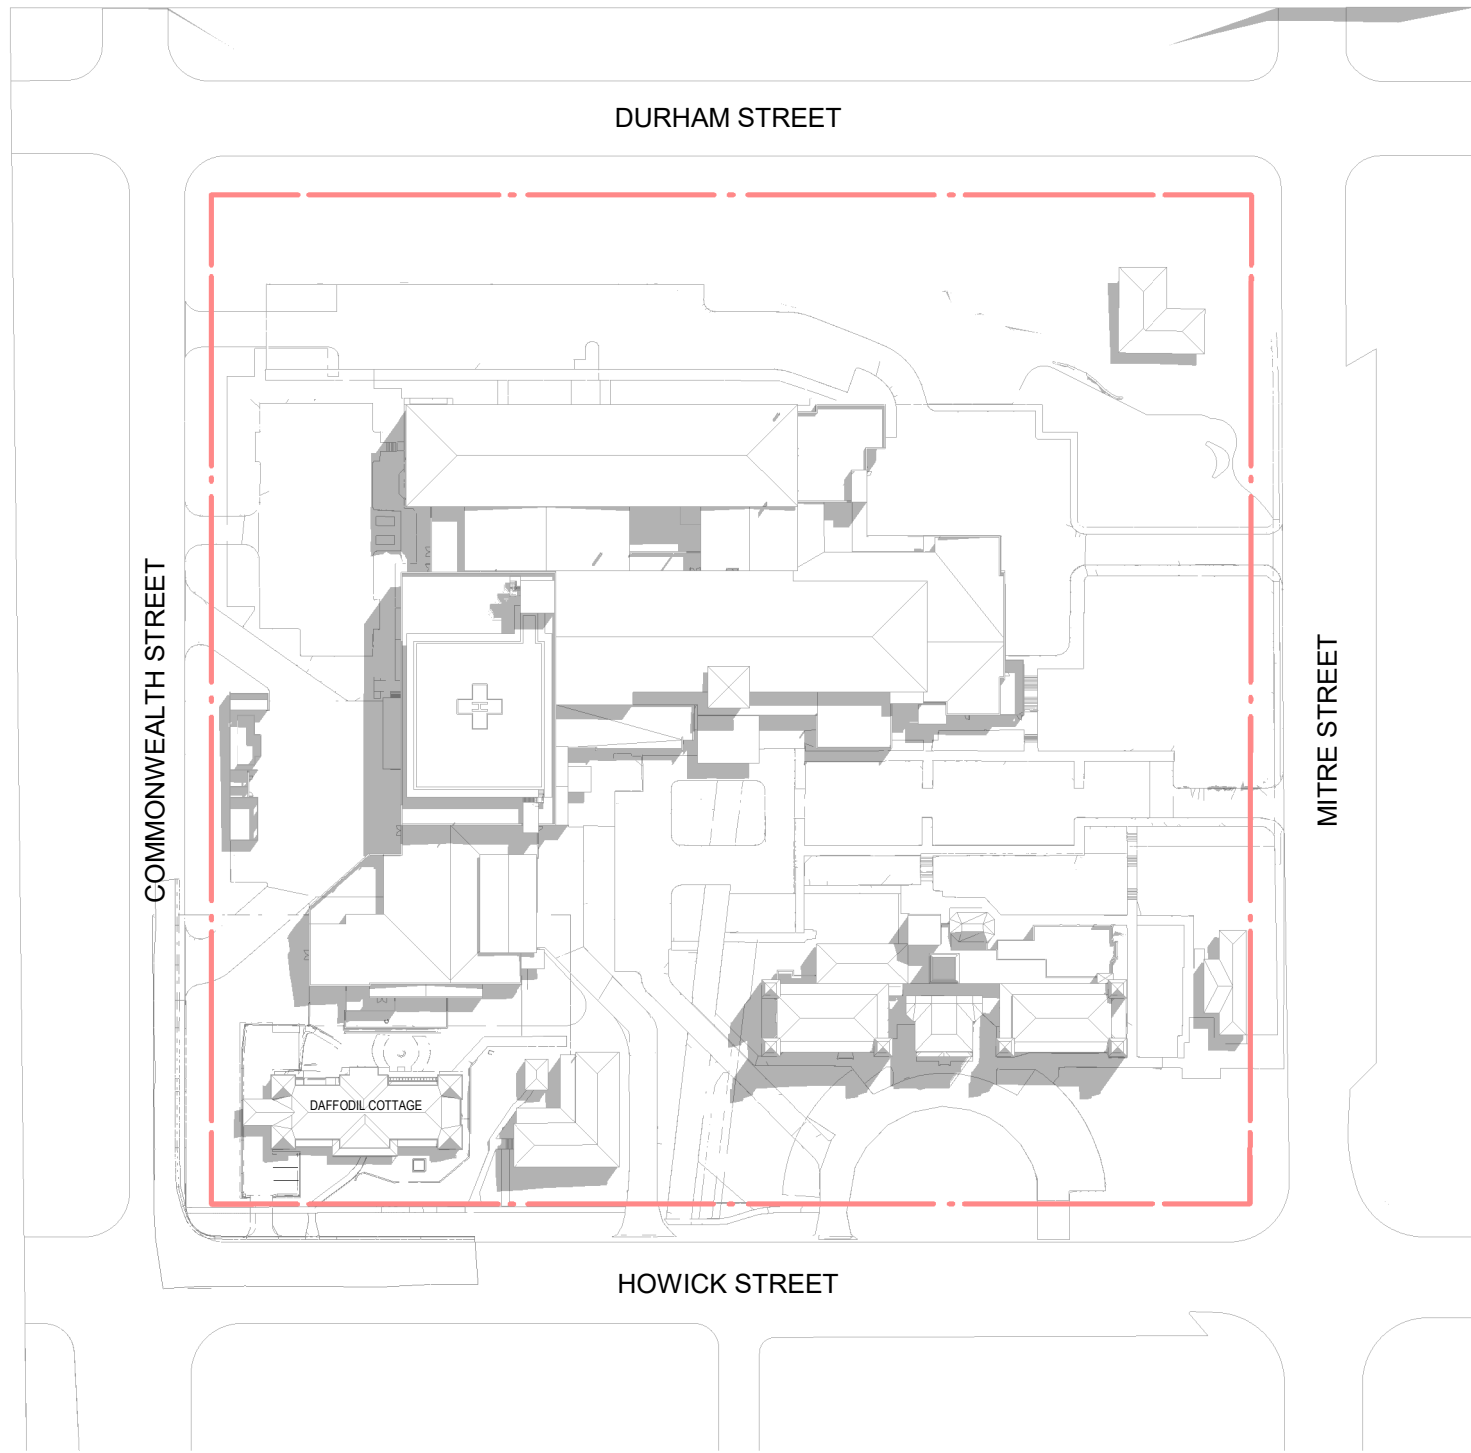 DURHAM STREET
COMMONWEALTH STREET
MITRE STREET
H
DAFFODIL COTTAGE
HOWICK STREET